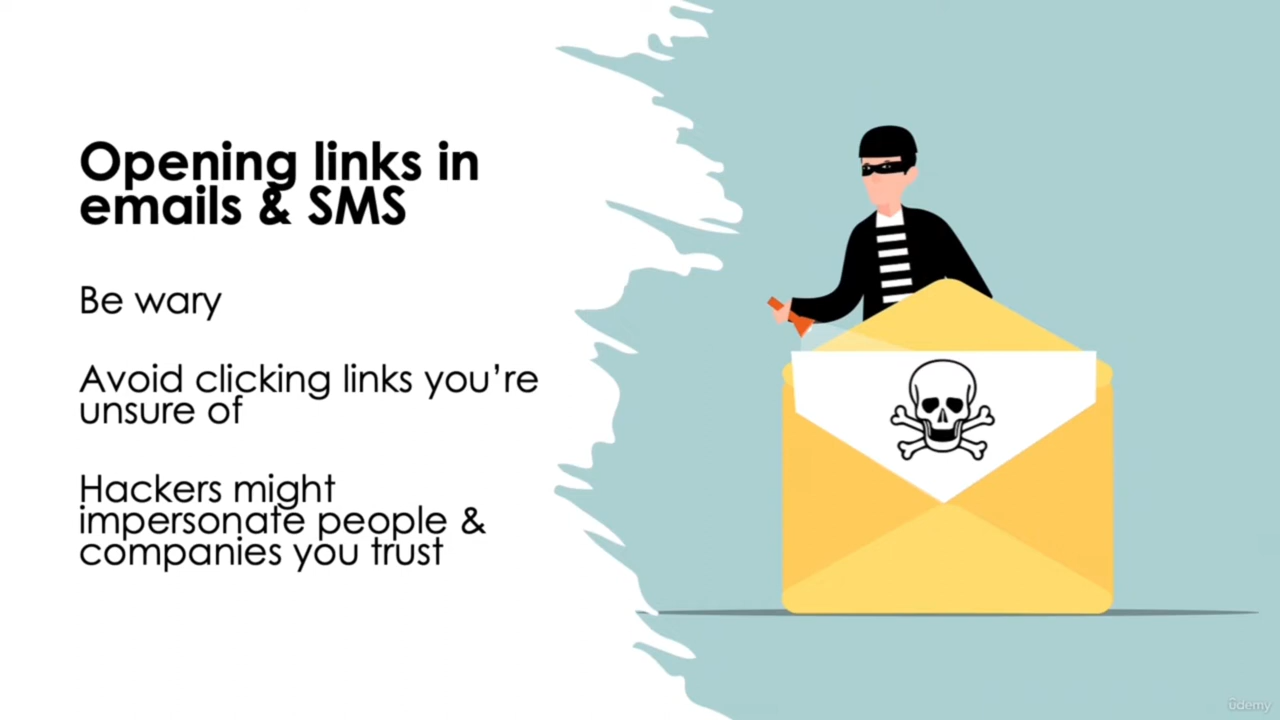 Opening links in
emails & SMS
Be wary
Avoid clicking links you’re
unsure of
Hackers might
impersonate people &
companies you trust
ûdemy